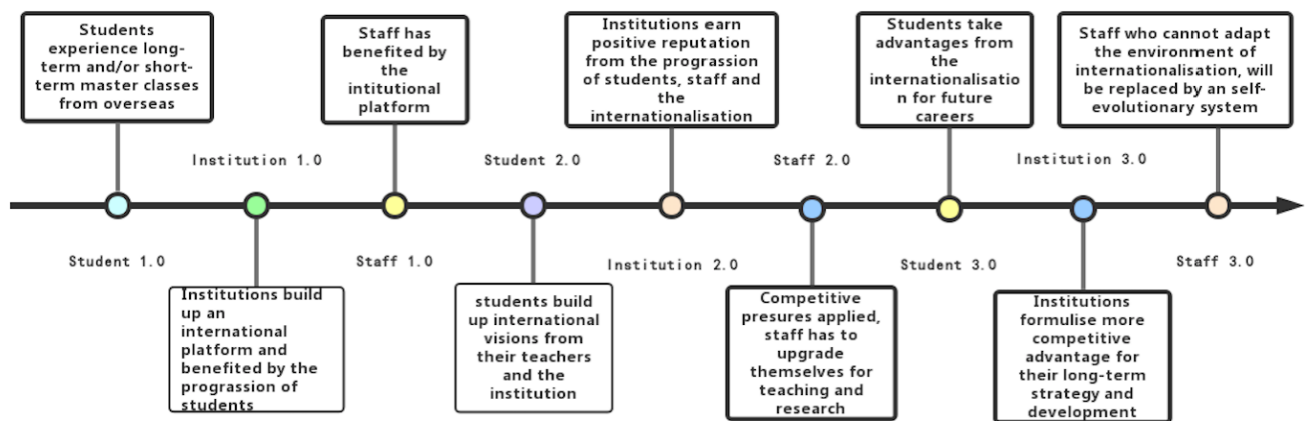 Students
experience long-
term and/or short-
term master classes
from overseas
Student 1.0
Institution 1.0
Institutions build
up an
international
platform and
benefited by the
prograssion of
students
Staff has
benefited by
the
intitutional
platform
Staff 1.0
Student 2.0
students build
up international
visions from
their teachers
and the
institution
Institutions earn
positive reputation
from the prograssion
of students, staff and
the
internationalisation
Institution 2.0
Staff 2.0
Competitive
presures applied,
staff has to
upgrade
themselves for
teaching and
research
Students take
advantages from
the
internationalisatio
n for future
careers
Student 3.0
Institution 3.0
Institutions
formulise more
competitive
advantage for
their long-term
strategy and
development
Staff who cannot adapt
the environment of
internationalisation, will
be replaced by an self-
evolutionary system
Staff 3.0